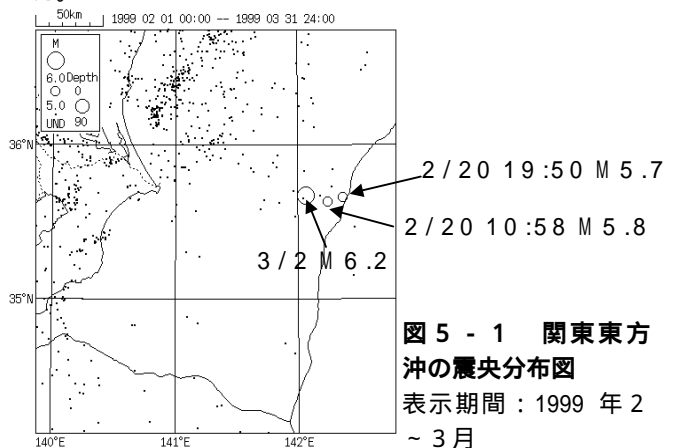 50km
1999 02 01 00:00 -- 1999 03 31 24:00
M
6.0 Depth
0
5.0
UND 90
36°N
35°N
140°E 141°E 142°E
2/20 19:50 M5.7
2/20 10:58 M5.8
3/2 M6.2
図5-1 関東東方
沖の震央分布図
表示期間：1999 年2
～3月